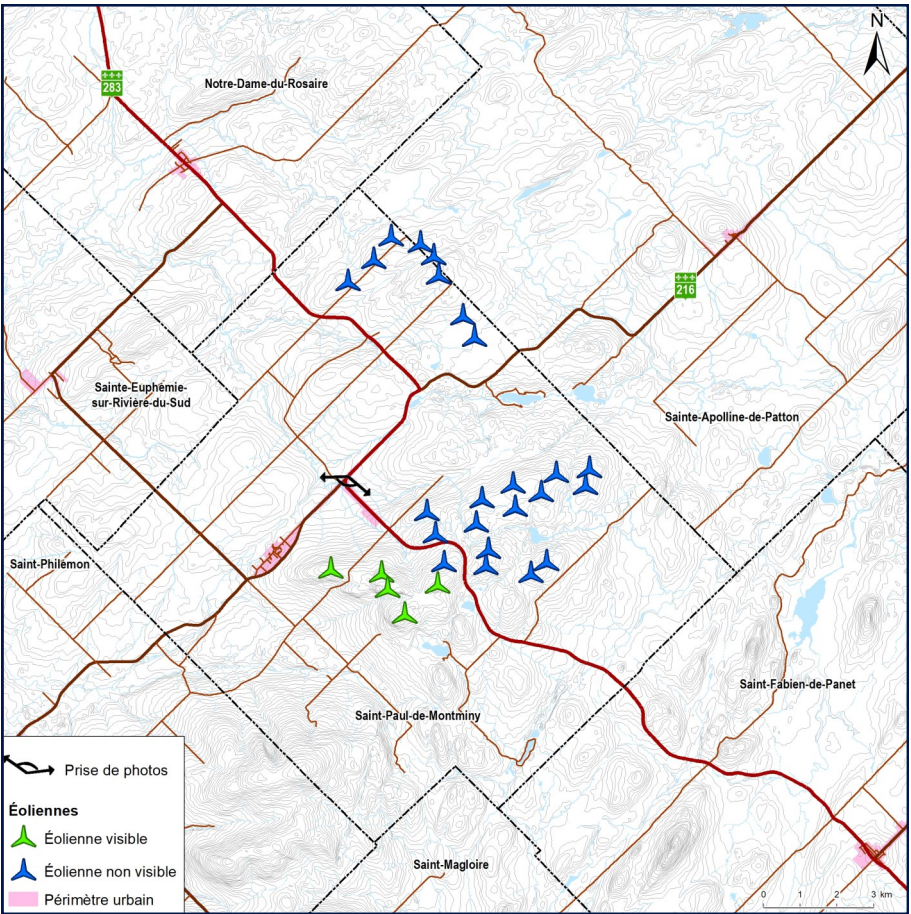 N
283
Notre-Dame-du-Rosaire
216
Sainte-Euphémie-
sur-Rivière-du-Sud
Sainte-Apolline-de-Patton
Saint-Philémon
Saint-Fabien-de-Panet
Saint-Paul-de-Montminy
Prise de photos
Éoliennes
Éolienne visible
Éolienne non visible
Périmètre urbain
Saint-Magloire
0 1 2 3 km